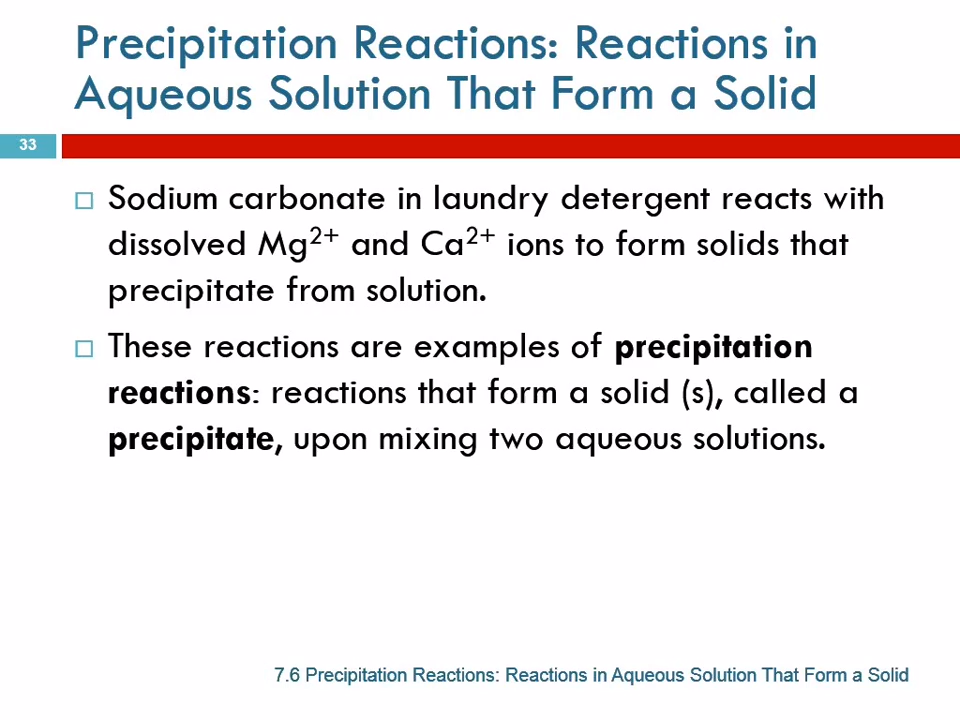 Precipitation Reactions: Reactions in
Aqueous Solution That Form a Solid
33
Sodium carbonate in laundry detergent reacts with
dissolved Mg²⁺ and Ca²⁺ ions to form solids that
precipitate from solution.
These reactions are examples of precipitation
reactions: reactions that form a solid (s), called a
precipitate, upon mixing two aqueous solutions.
7.6 Precipitation Reactions: Reactions in Aqueous Solution That Form a Solid